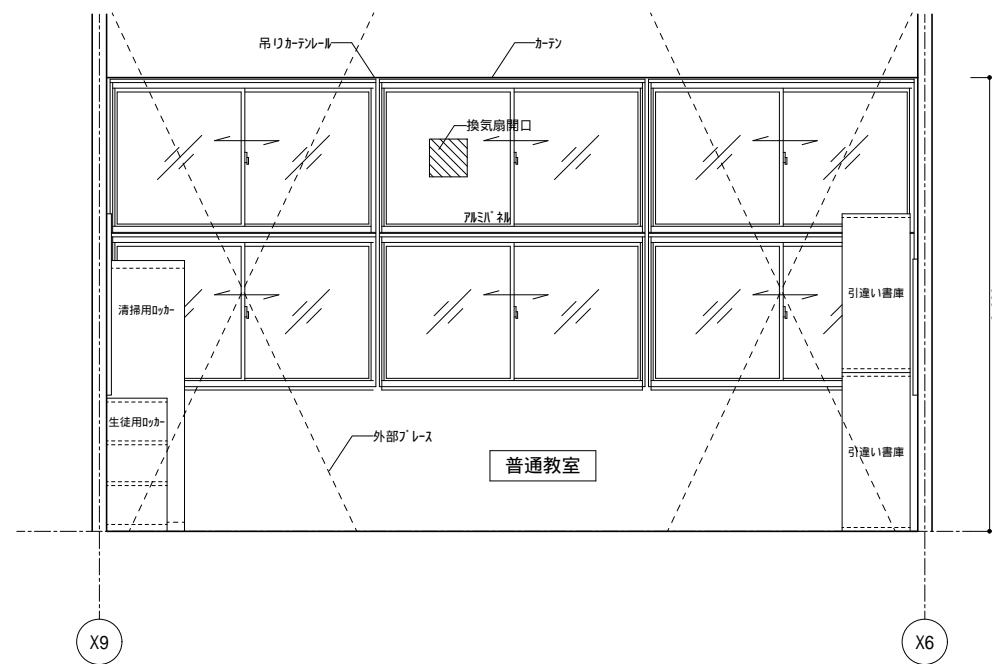 吊りｶｰﾃﾝﾚｰﾙ
ｶｰﾃﾝ
換気扇開口
ｱﾙﾐﾊﾟﾈﾙ
清掃用ﾛｯｶｰ
引違い書庫
生徒用ﾛｯｶｰ
外部ﾌﾞﾚｰｽ
引違い書庫
普通教室
X9
X6